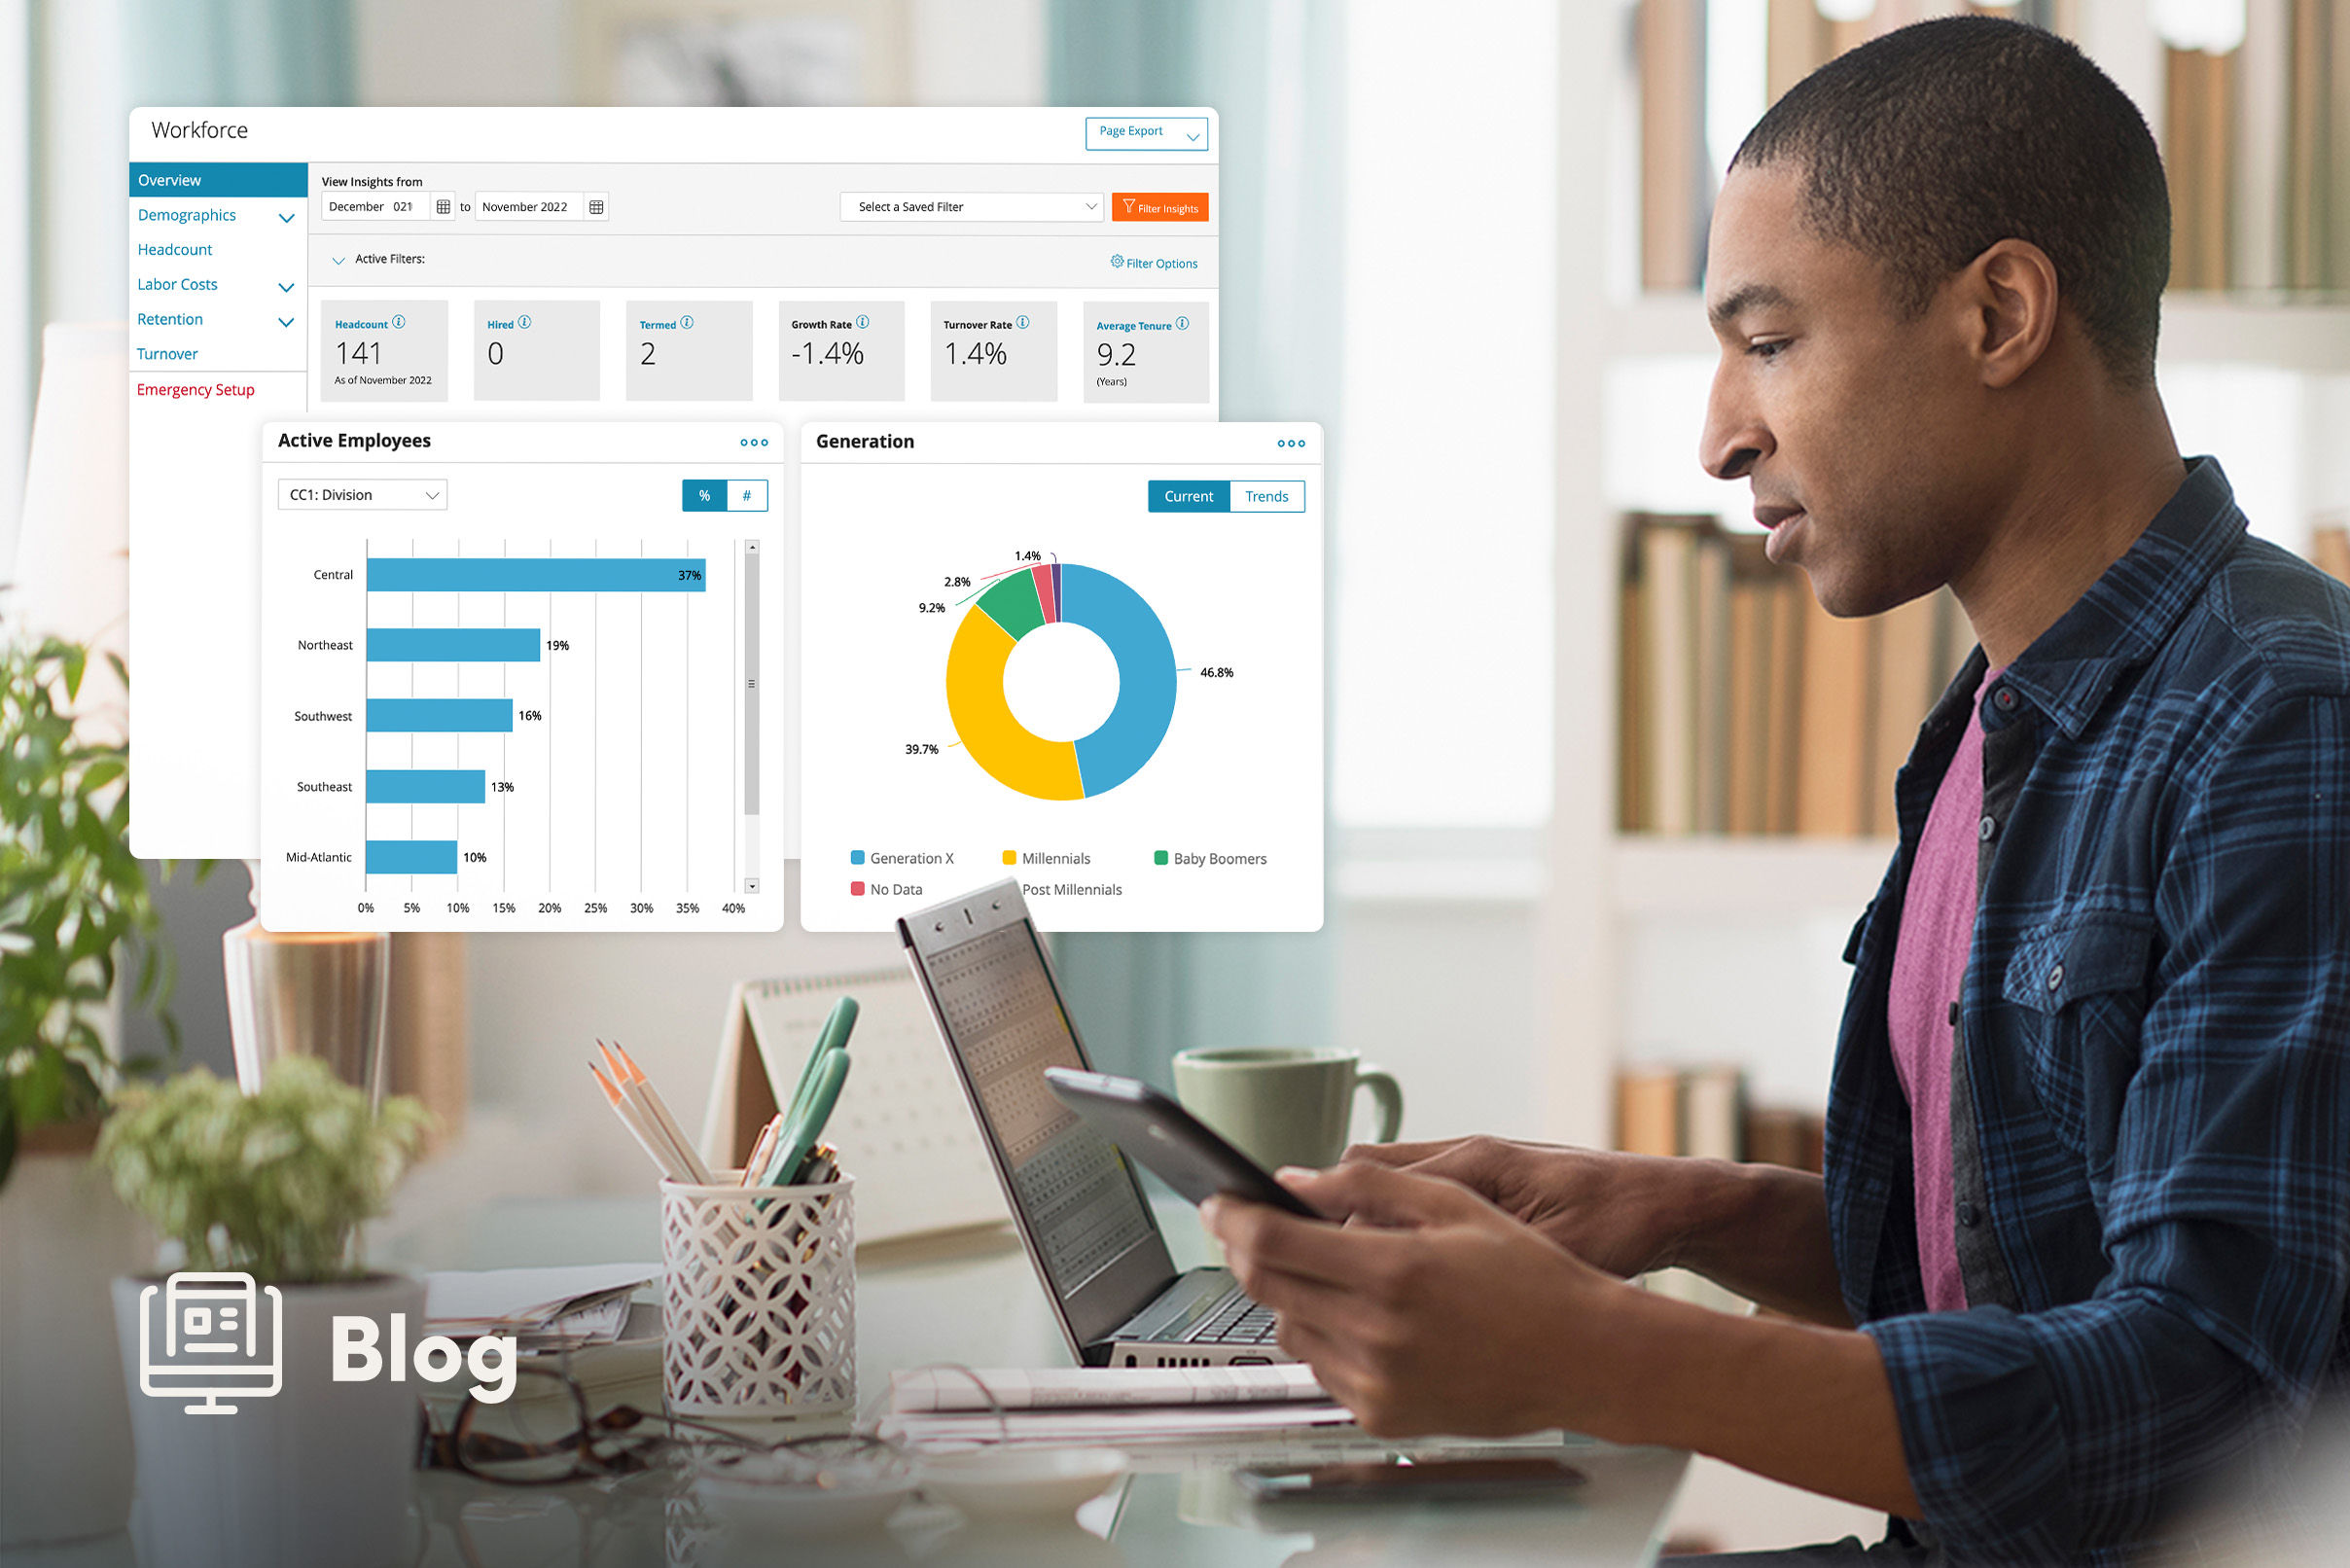 Workforce
Page Export
Overview
Demographics
Headcount
Labor Costs
Retention
Turnover
Emergency Setup
View Insights from
December 021 to November 2022
Select a Saved Filter
Filter Insights
Active Filters:
Filter Options
Headcount
141
As of November 2022
Hired
0
Termed
2
Growth Rate
-1.4%
Turnover Rate
1.4%
Average Tenure
9.2
(Years)
Active Employees
CC1: Division
% #
Central 37%
Northeast 19%
Southwest 16%
Southeast 13%
Mid-Atlantic 10%
0% 5% 10% 15% 20% 25% 30% 35% 40%
Generation
Current Trends
1.4%
2.8%
9.2%
46.8%
39.7%
Generation X Millennials Baby Boomers
No Data Post Millennials
Blog